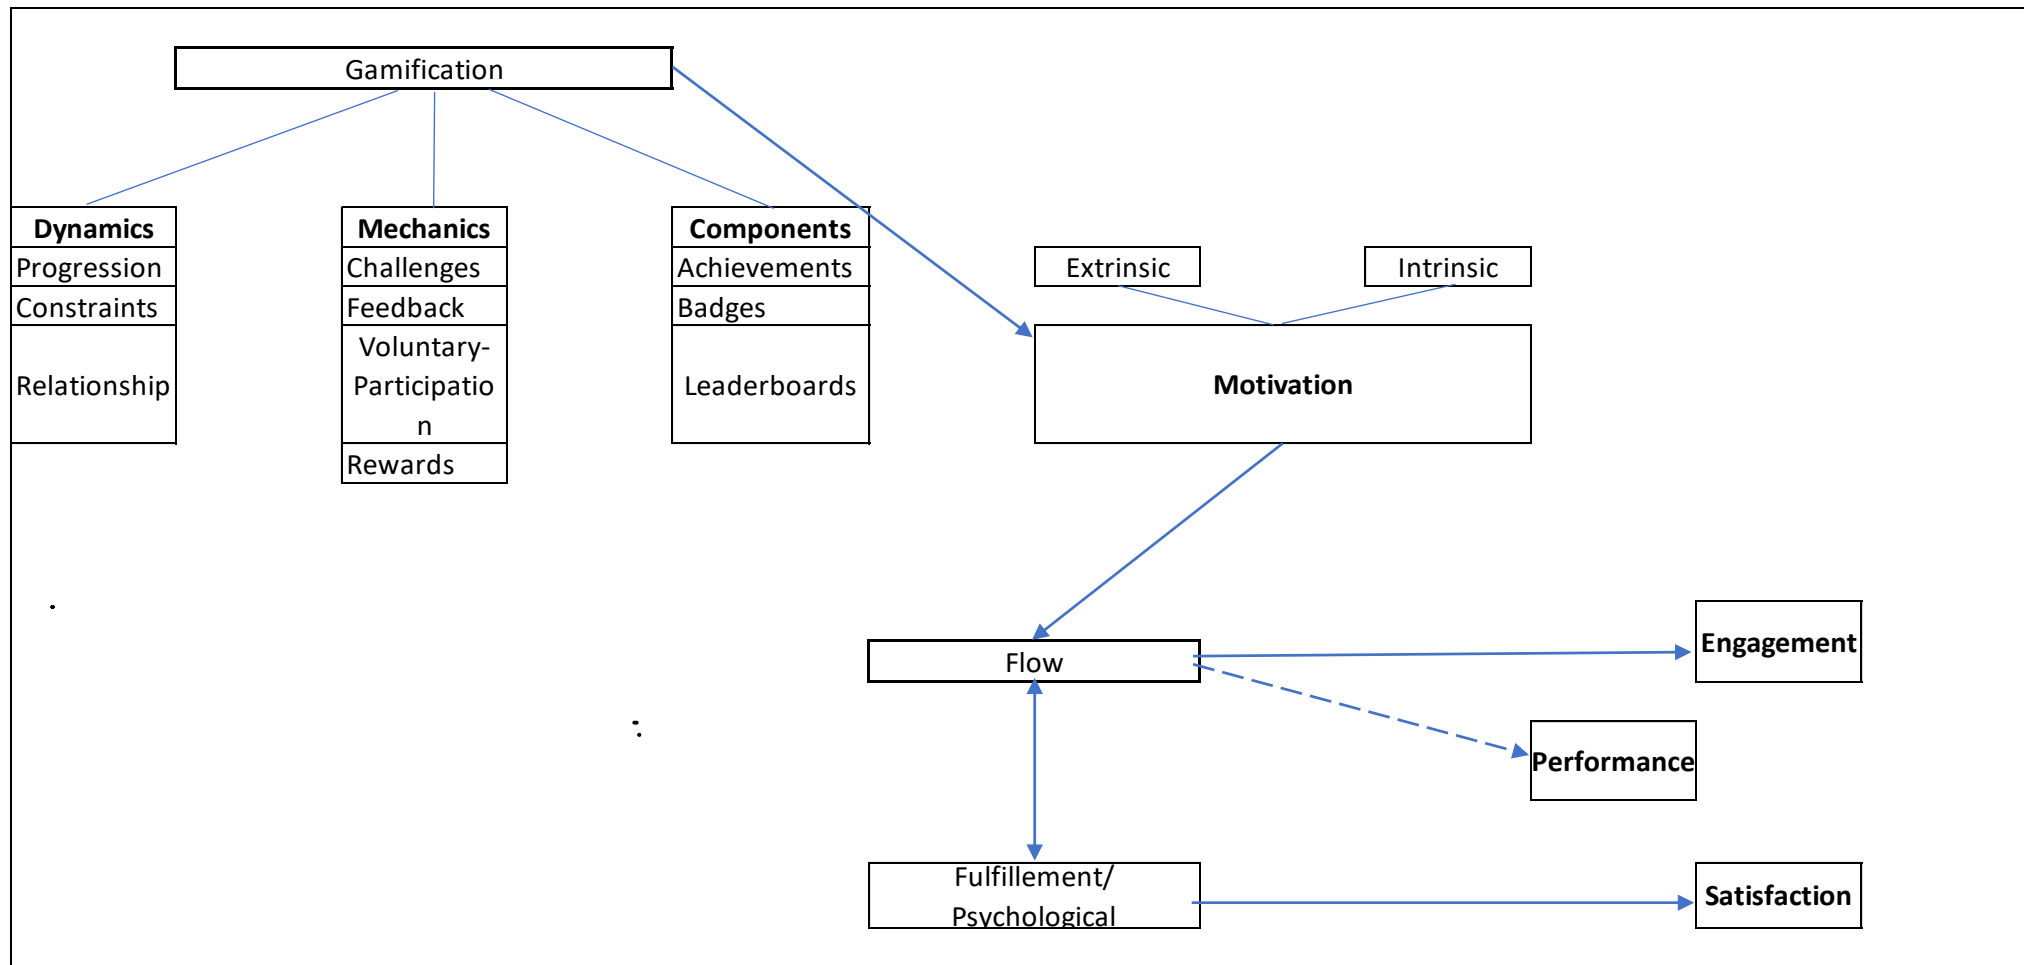 Gamification
Dynamics
Progression
Constraints
Relationship
Mechanics
Challenges
Feedback
Voluntary-
Participatio
n
Rewards
Components
Achievements
Badges
Leaderboards
Extrinsic
Intrinsic
Motivation
Flow
Engagement
Performance
Fulfillement/
Psychological
Satisfaction